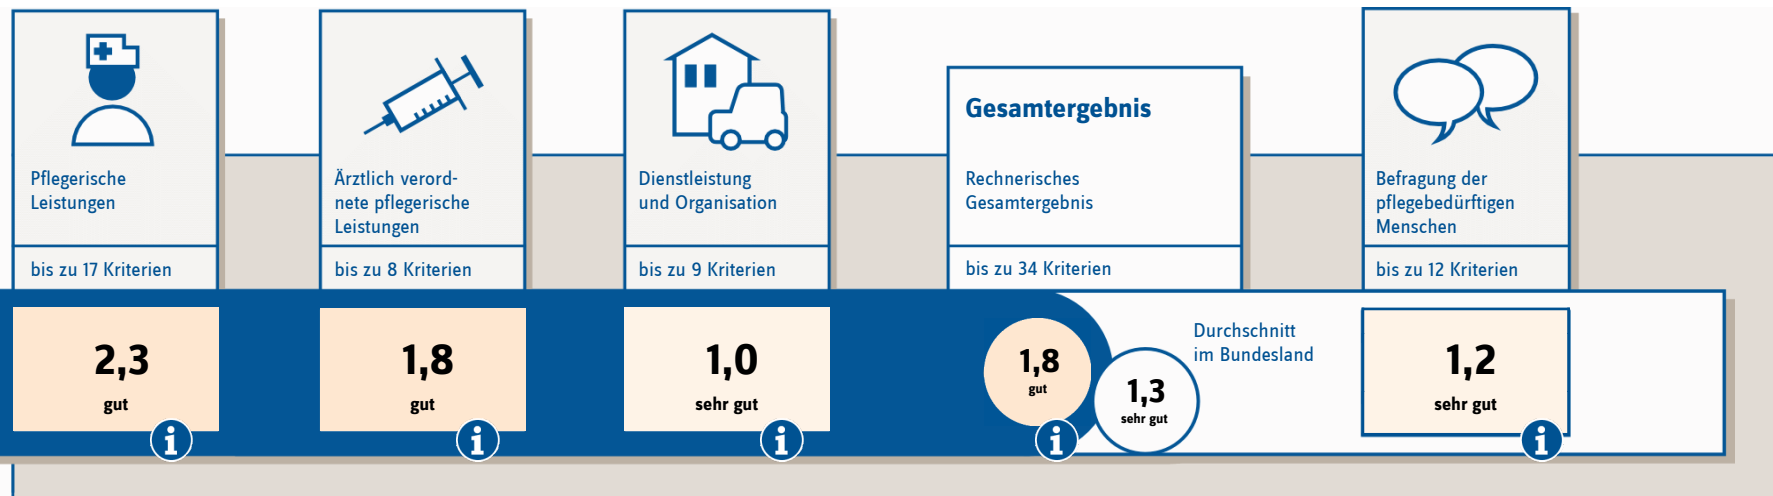 Pflegerische
Leistungen
bis zu 17 Kriterien
2,3
gut
i
Ärztlich verord-
nete pflegerische
Leistungen
bis zu 8 Kriterien
1,8
gut
i
Dienstleistung
und Organisation
bis zu 9 Kriterien
1,0
sehr gut
i
Gesamtergebnis
Rechnerisches
Gesamtergebnis
bis zu 34 Kriterien
1,8
gut
i
Durchschnitt
im Bundesland
1,3
sehr gut
Befragung der
pflegebedürftigen
Menschen
bis zu 12 Kriterien
1,2
sehr gut
i